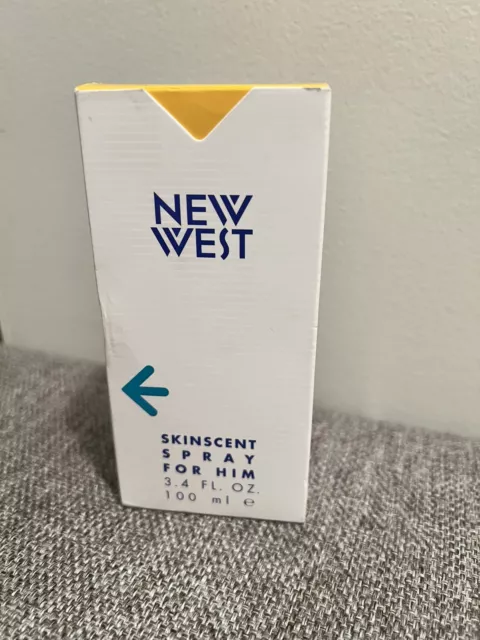 NEW
WEST
SKINSCENT
SPRAY
FOR HIM
3.4 FL. OZ.
100 ml ℮